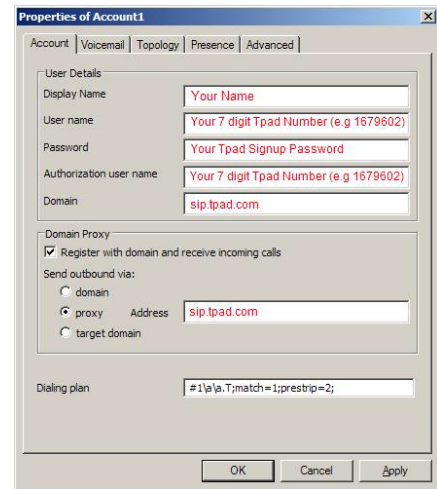 Properties of Account1
Account Voicemail Topology Presence Advanced
User Details
Display Name Your Name
User name Your 7 digit Tpad Number (e.g 1679602)
Password Your Tpad Signup Password
Authorization user name Your 7 digit Tpad Number (e.g 1679602)
Domain sip.tpad.com
Domain Proxy
Register with domain and receive incoming calls
Send outbound via:
domain
proxy Address sip.tpad.com
target domain
Dialing plan #1\a\a.T;match=1;prestrip=2;
OK Cancel Apply